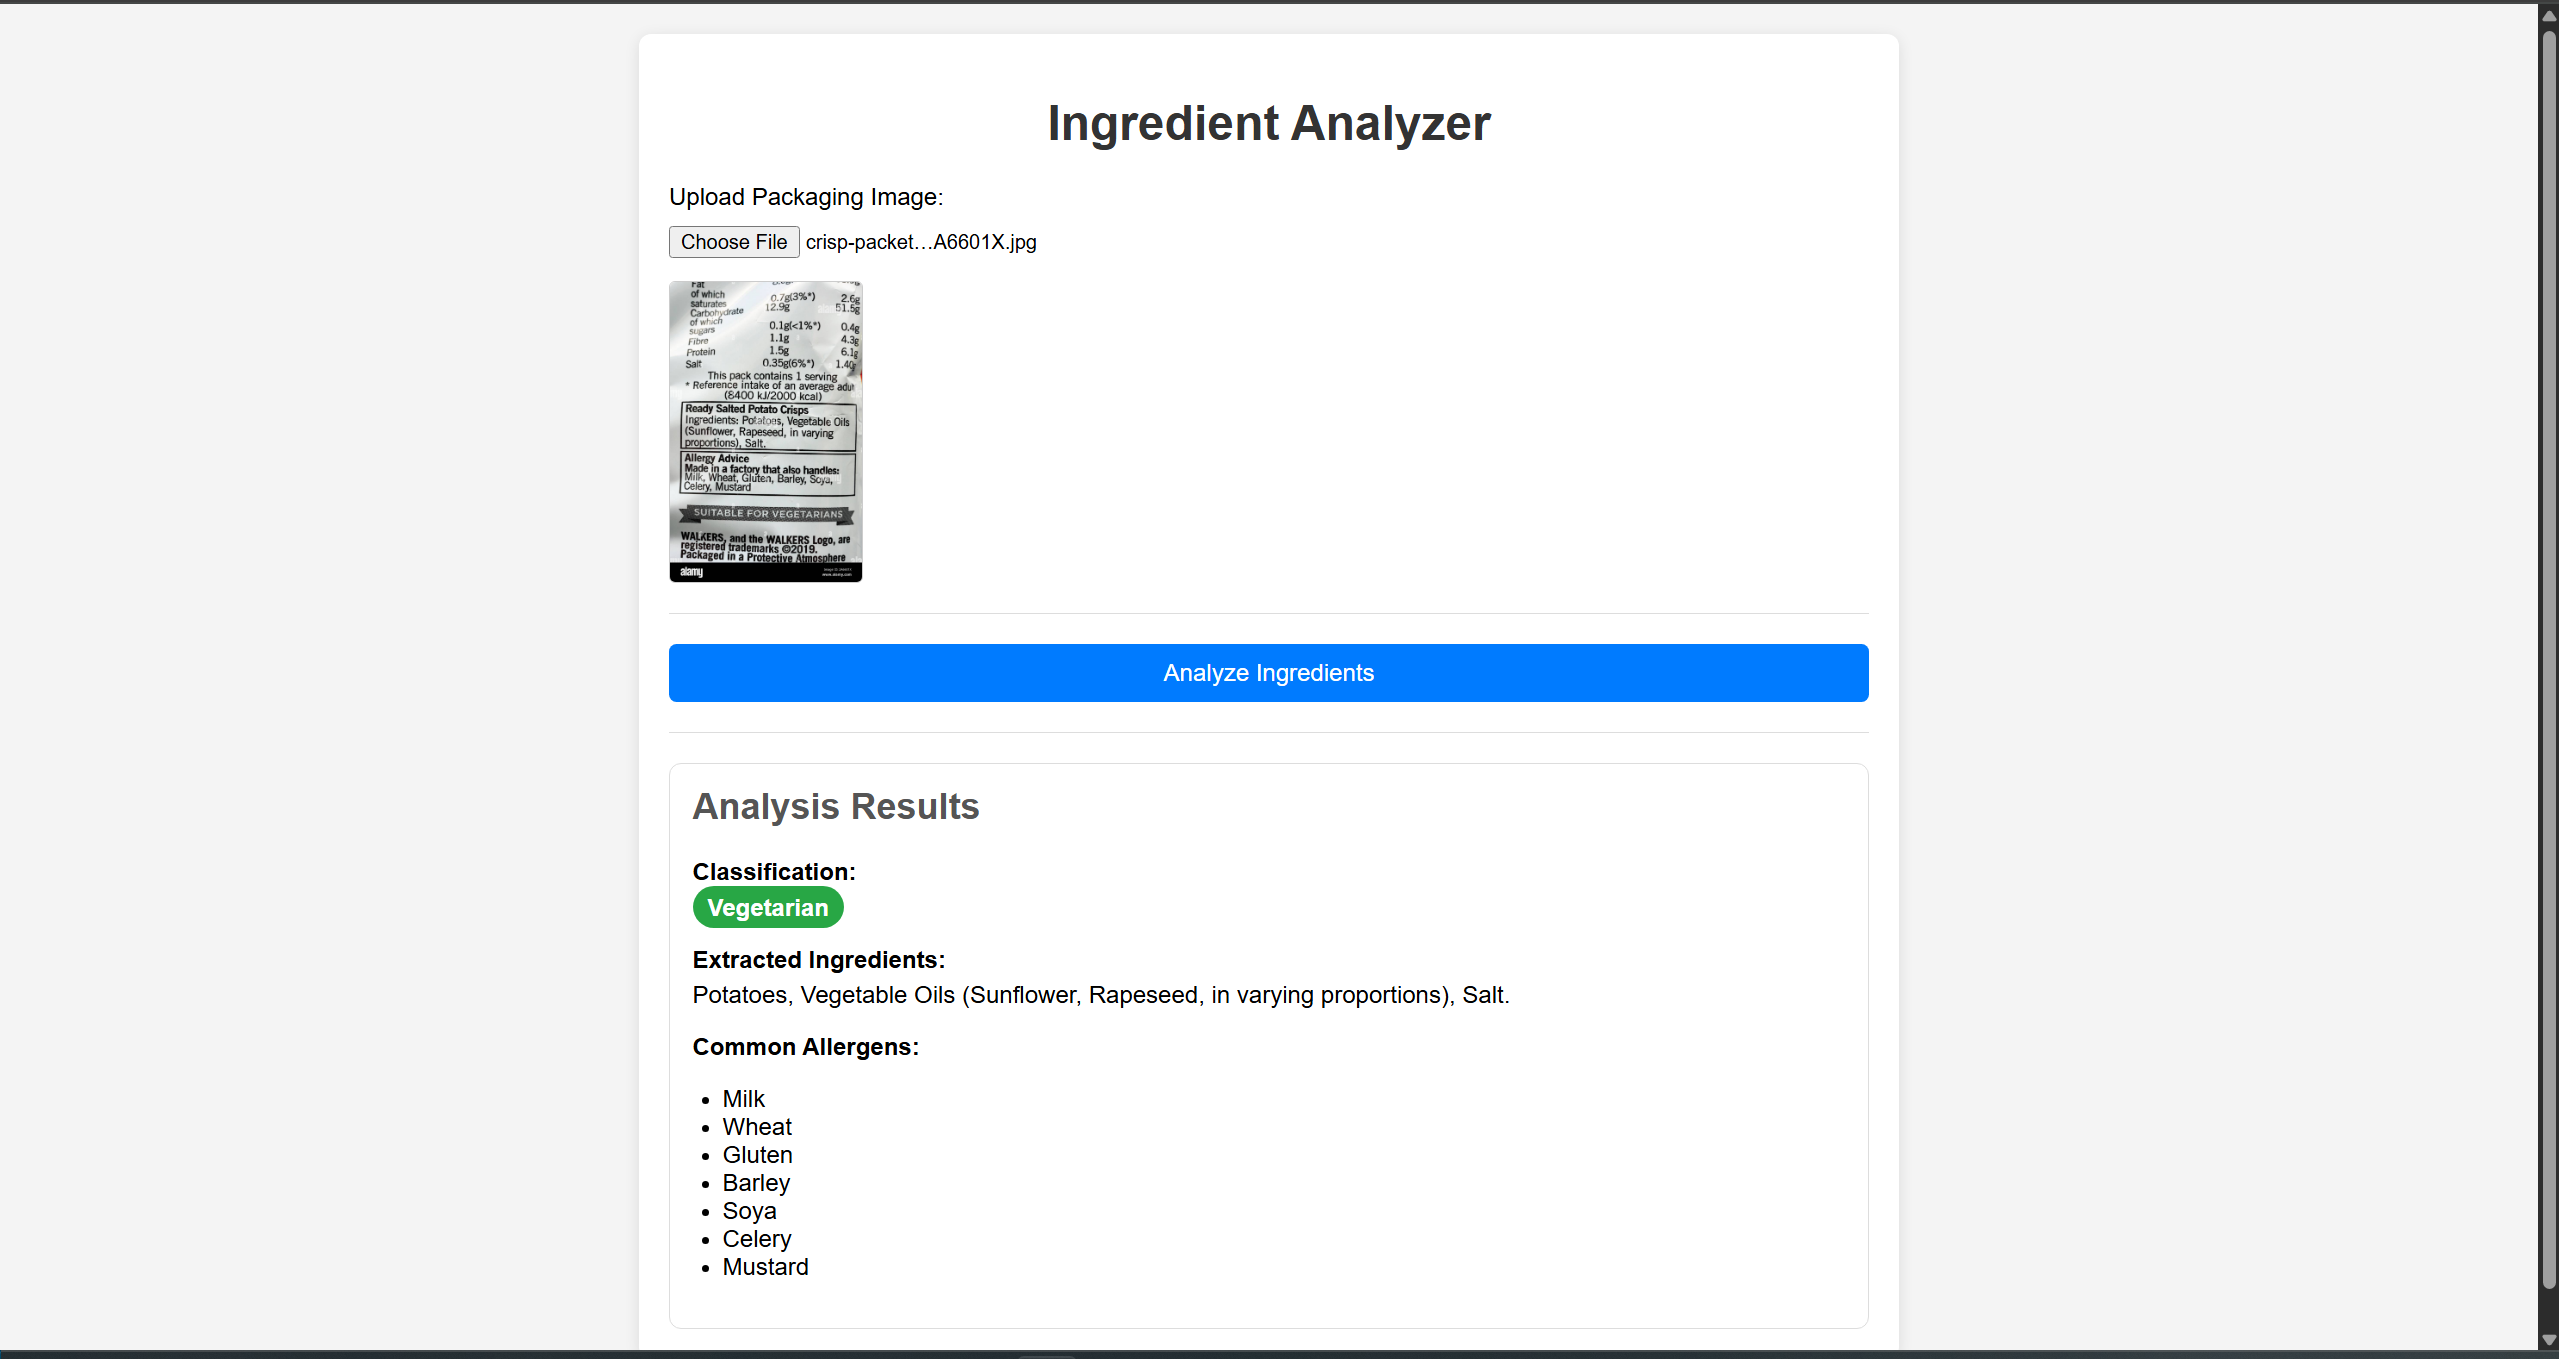 Ingredient Analyzer
Upload Packaging Image:
Choose File crisp-packet…A6601X.jpg
Fat
of which
saturates 0.7g(3%*) 2.6g
Carbohydrate 12.9g 51.5g
of which
sugars 0.1g(<1%*) 0.4g
Fibre 1.1g 4.3g
Protein 1.5g 6.1g
Salt 0.35g(6%*) 1.40g
This pack contains 1 serving
* Reference intake of an average adult
(8400 kJ/2000 kcal)
Ready Salted Potato Crisps
Ingredients: Potatoes, Vegetable Oils
(Sunflower, Rapeseed, in varying
proportions), Salt.
Allergy Advice
Made in a factory that also handles:
Milk, Wheat, Gluten, Barley, Soya,
Celery, Mustard
SUITABLE FOR VEGETARIANS
WALKERS, and the WALKERS Logo, are
registered trademarks ©2019.
Packaged in a Protective Atmosphere
alamy
www.alamy.com
Analyze Ingredients
Analysis Results
Classification:
Vegetarian
Extracted Ingredients:
Potatoes, Vegetable Oils (Sunflower, Rapeseed, in varying proportions), Salt.
Common Allergens:
Milk
Wheat
Gluten
Barley
Soya
Celery
Mustard